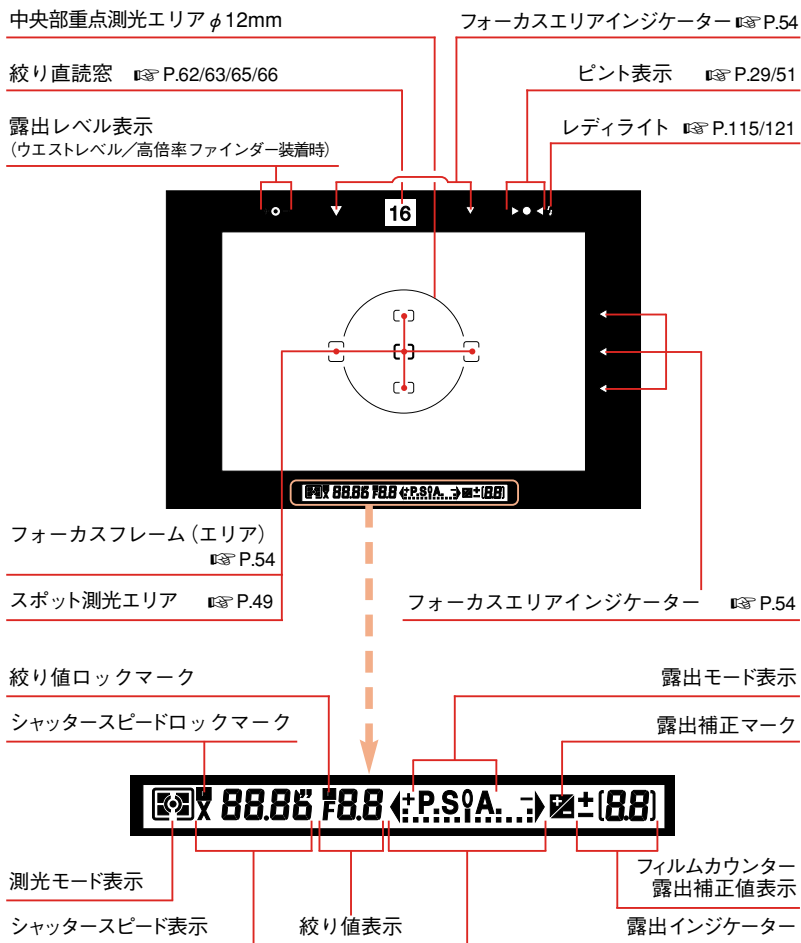 中央部重点測光エリアφ12mm
フォーカスエリアインジケーター ☞ P.54
絞り直読窓 ☞ P.62/63/65/66
ピント表示 ☞ P.29/51
露出レベル表示
(ウエストレベル／高倍率ファインダー装着時)
レディライト ☞ P.115/121
16
88.88" F8.8 +P.S A. - ± (8.8)
フォーカスフレーム（エリア）
☞ P.54
スポット測光エリア ☞ P.49
フォーカスエリアインジケーター ☞ P.54
絞り値ロックマーク
露出モード表示
シャッタースピードロックマーク
露出補正マーク
X 88.88" F8.8 +P.S A. - ± (8.8)
測光モード表示
フィルムカウンター
露出補正値表示
シャッタースピード表示
絞り値表示
露出インジケーター